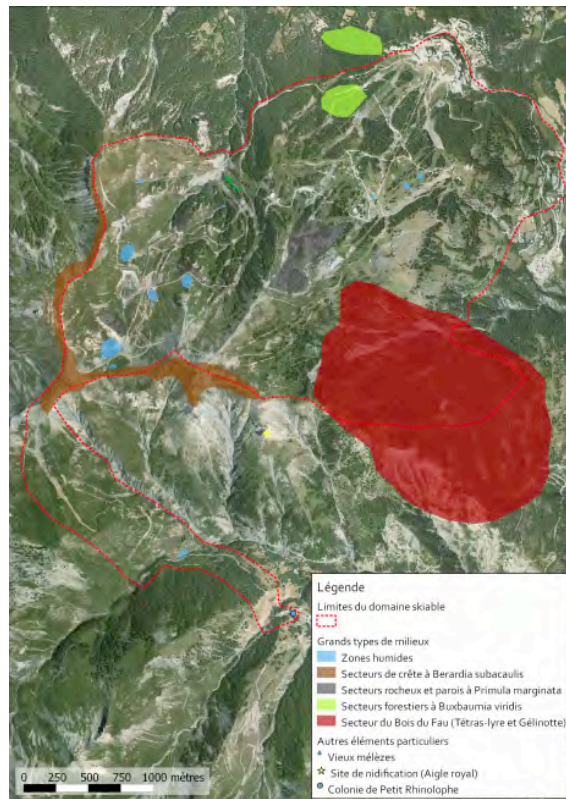 Légende
Limites du domaine skiable
Grands types de milieu
Zones humides
Secteurs de crête à Berardia subacaulis
Secteurs rocheux et parois à Primula marginata
Secteurs forestiers à Buxbaumia viridis
Secteur du Bois du Fau (Tétras-lyre et Gélinotte)
Autres éléments particuliers
Vieux mélèzes
Site de nidification (Aigle royal)
Colonie de Petit Rhinolophe
0 250 500 750 1000 mètres